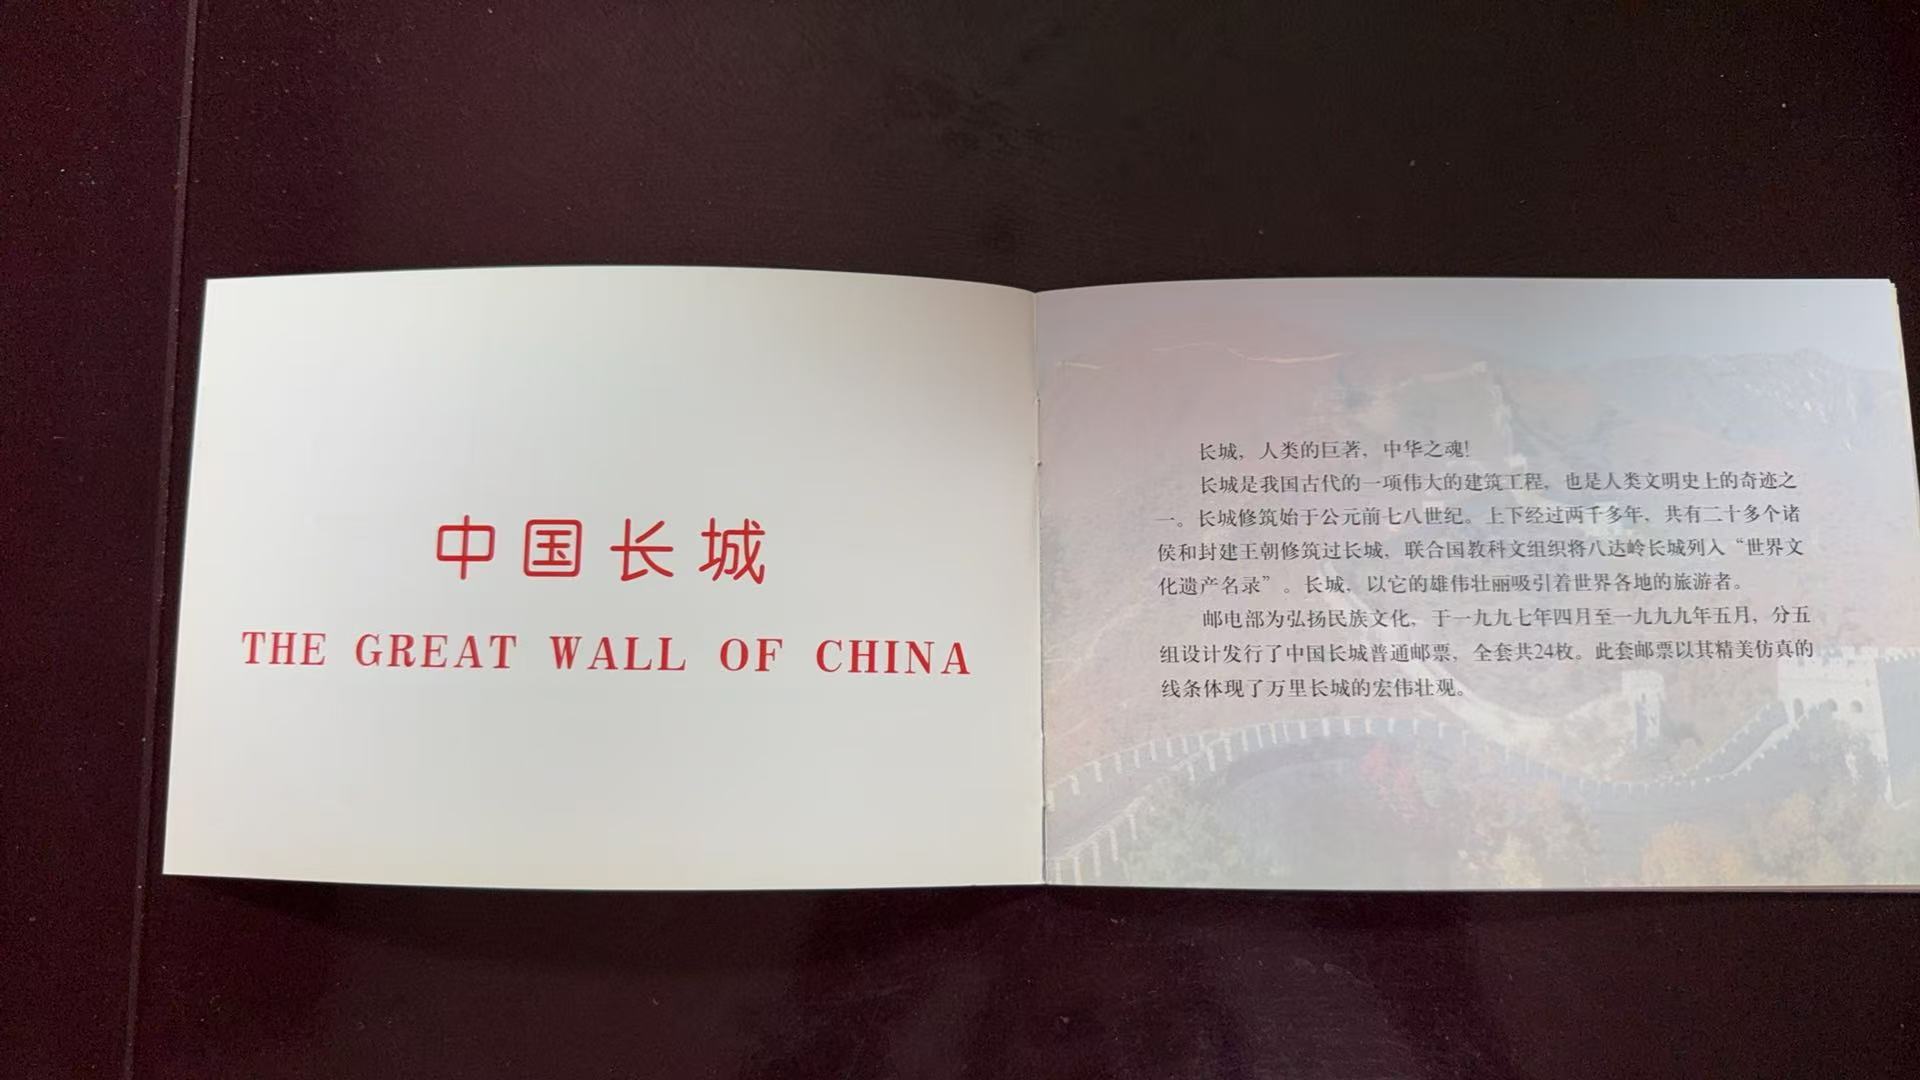 中国长城
THE GREAT WALL OF CHINA
长城，人类的巨著，中华之魂！
长城是我国古代的一项伟大的建筑工程，也是人类文明史上的奇迹之
一。长城修筑始于公元前七八世纪。上下经过两千多年，共有二十多个诸
侯和封建王朝修筑过长城，联合国教科文组织将八达岭长城列入“世界文
化遗产名录”。长城，以它的雄伟壮丽吸引着世界各地的旅游者。
邮电部为弘扬民族文化，于一九九七年四月至一九九九年五月，分五
组设计发行了中国长城普通邮票，全套共24枚。此套邮票以其精美仿真的
线条体现了万里长城的宏伟壮观。